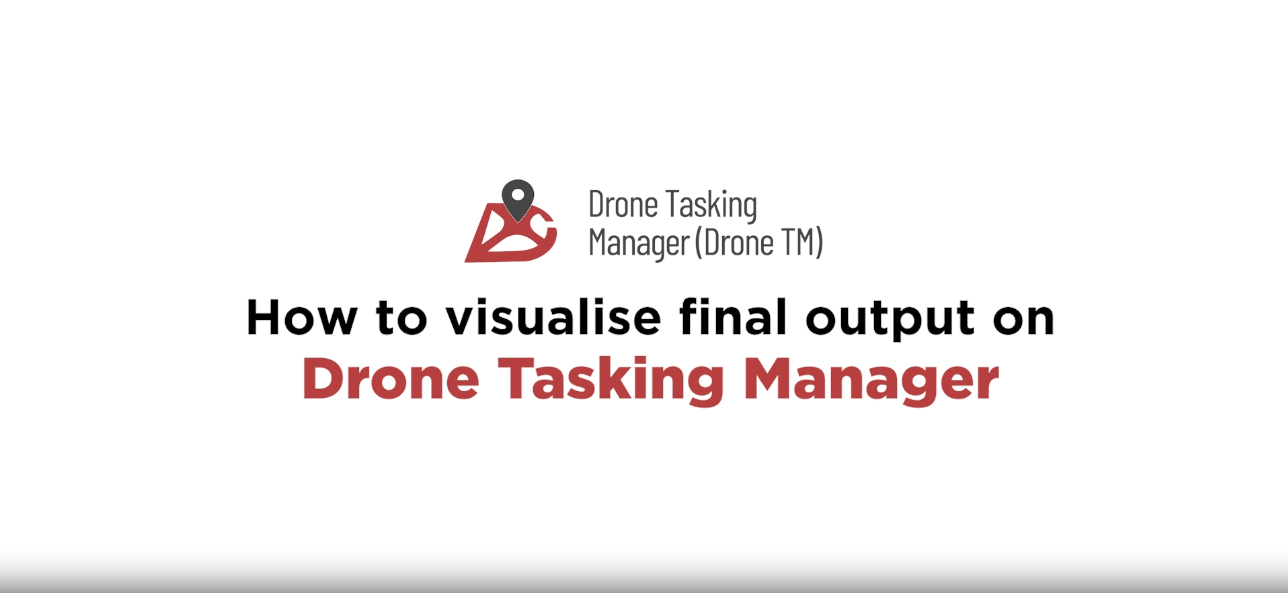 Drone Tasking
Manager (Drone TM)
How to visualise final output on
Drone Tasking Manager